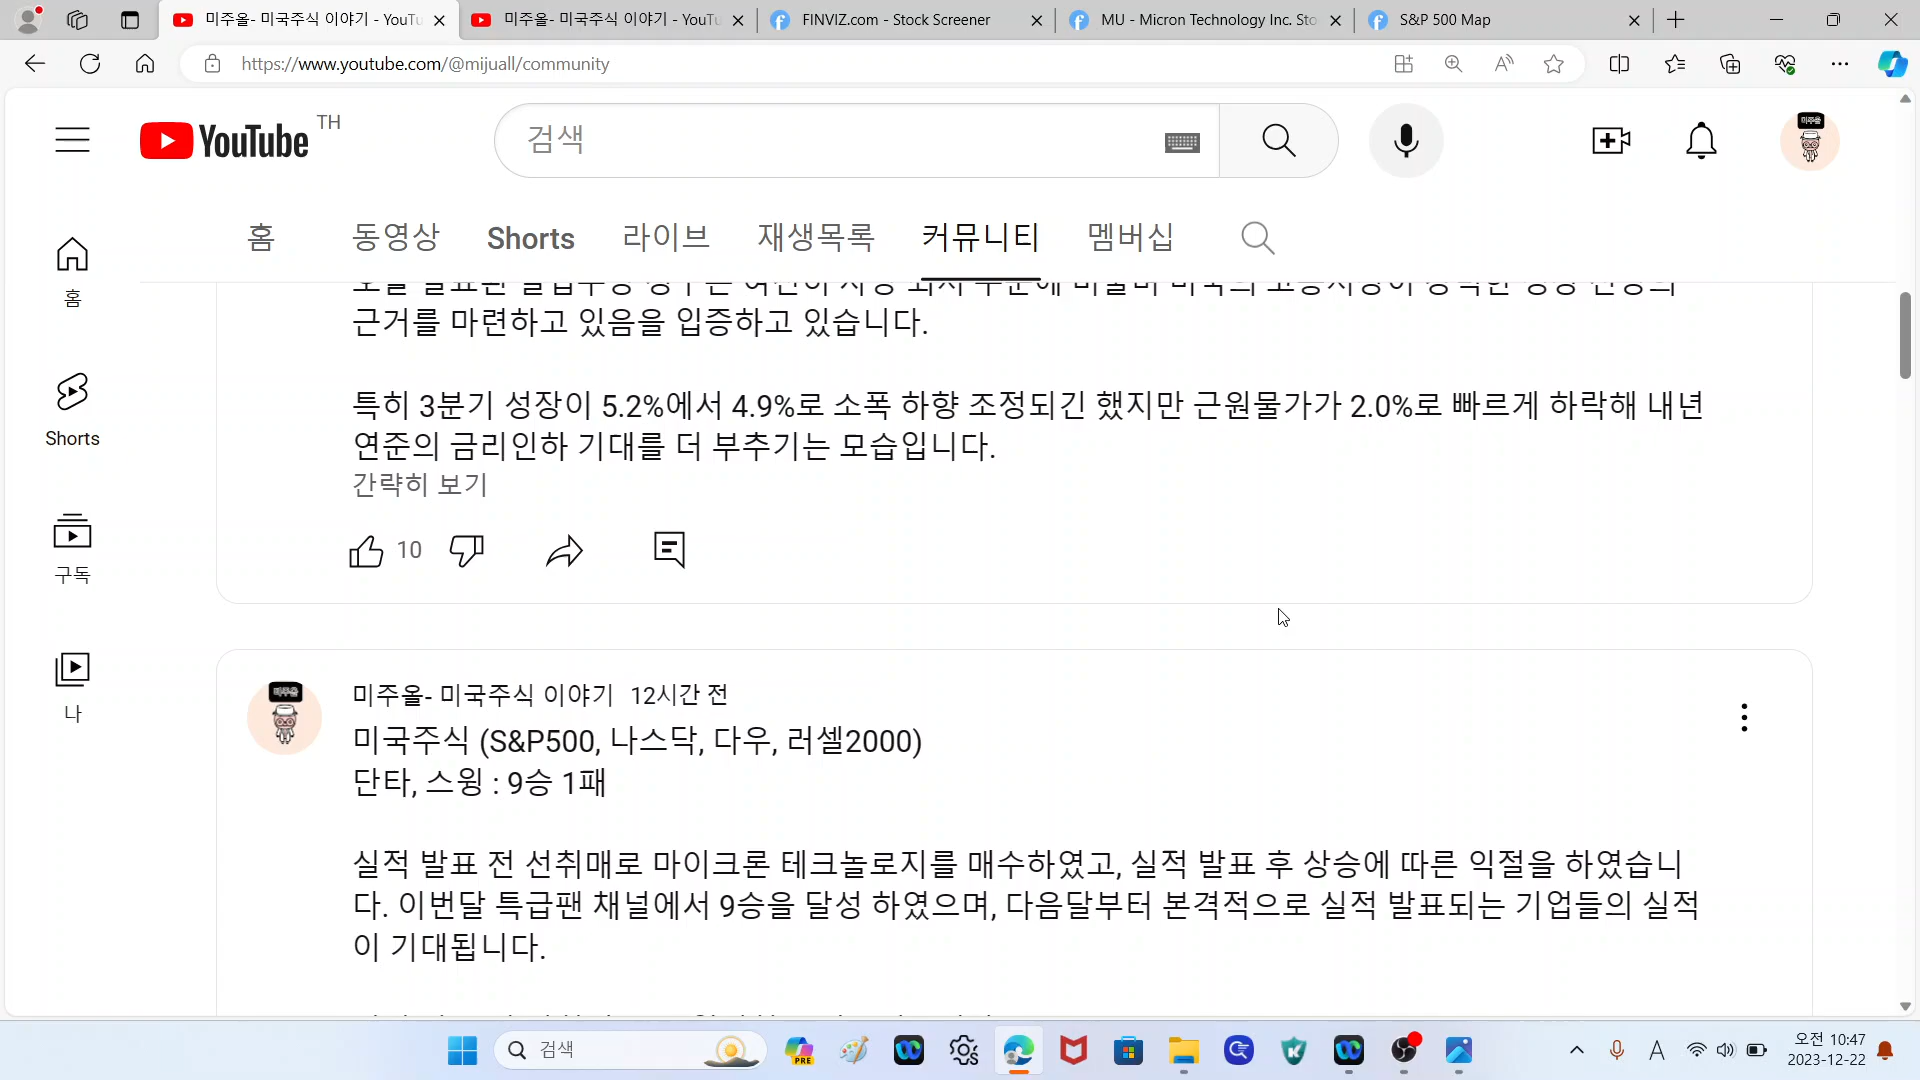 미주올- 미국주식 이야기 - YouTu
미주올- 미국주식 이야기 - YouTu
FINVIZ.com - Stock Screener
MU - Micron Technology Inc. Sto
S&P 500 Map
https://www.youtube.com/@mijuall/community
YouTube TH
검색
미주올
홈 동영상 Shorts 라이브 재생목록 커뮤니티 멤버십
홈
Shorts
구독
나
근거를 마련하고 있음을 입증하고 있습니다.
특히 3분기 성장이 5.2%에서 4.9%로 소폭 하향 조정되긴 했지만 근원물가가 2.0%로 빠르게 하락해 내년
연준의 금리인하 기대를 더 부추기는 모습입니다.
간략히 보기
10
미주올
미주올- 미국주식 이야기 12시간 전
미국주식 (S&P500, 나스닥, 다우, 러셀2000)
단타, 스윙 : 9승 1패
실적 발표 전 선취매로 마이크론 테크놀로지를 매수하였고, 실적 발표 후 상승에 따른 익절을 하였습니
다. 이번달 특급팬 채널에서 9승을 달성 하였으며, 다음달부터 본격적으로 실적 발표되는 기업들의 실적
이 기대됩니다.
검색
PRE
A
오전 10:47
2023-12-22